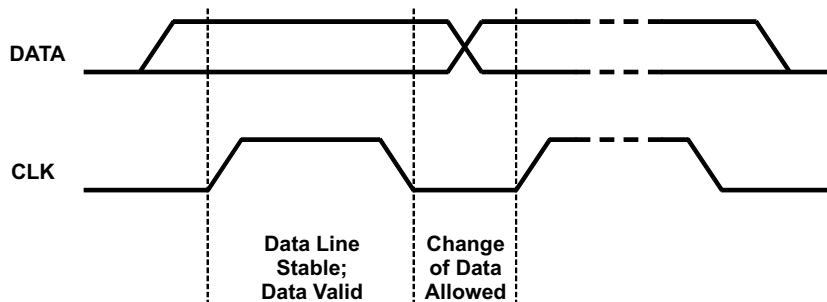 DATA
CLK
Data Line
Stable;
Data Valid
Change
of Data
Allowed